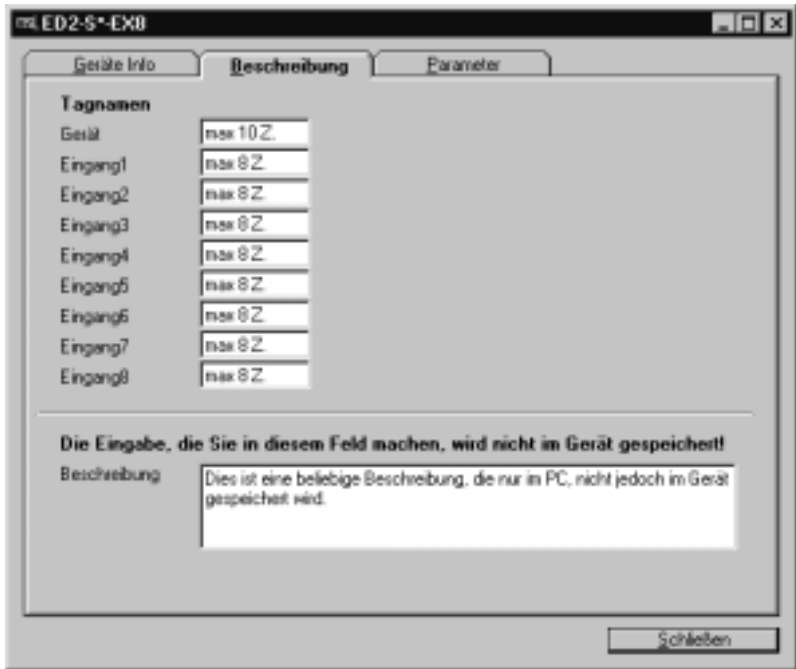 LED2-S*-EX8
Geräte Info Beschreibung Parameter
Tagnamen
Gerät max 10 Z.
Eingang1 max 8 Z.
Eingang2 max 8 Z.
Eingang3 max 8 Z.
Eingang4 max 8 Z.
Eingang5 max 8 Z.
Eingang6 max 8 Z.
Eingang7 max 8 Z.
Eingang8 max 8 Z.
Die Eingabe, die Sie in diesem Feld machen, wird nicht im Gerät gespeichert!
Beschreibung Dies ist eine beliebige Beschreibung, die nur im PC, nicht jedoch im Gerät
gespeichert wird.
Schließen